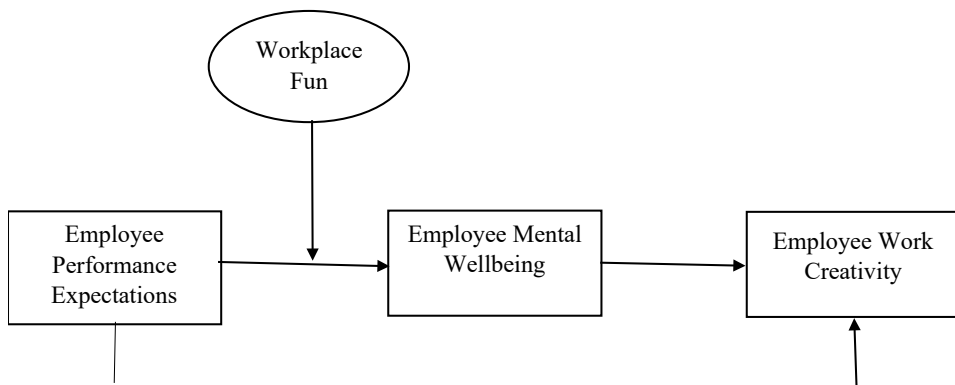 Workplace
Fun
Employee
Performance
Expectations
Employee Mental
Wellbeing
Employee Work
Creativity